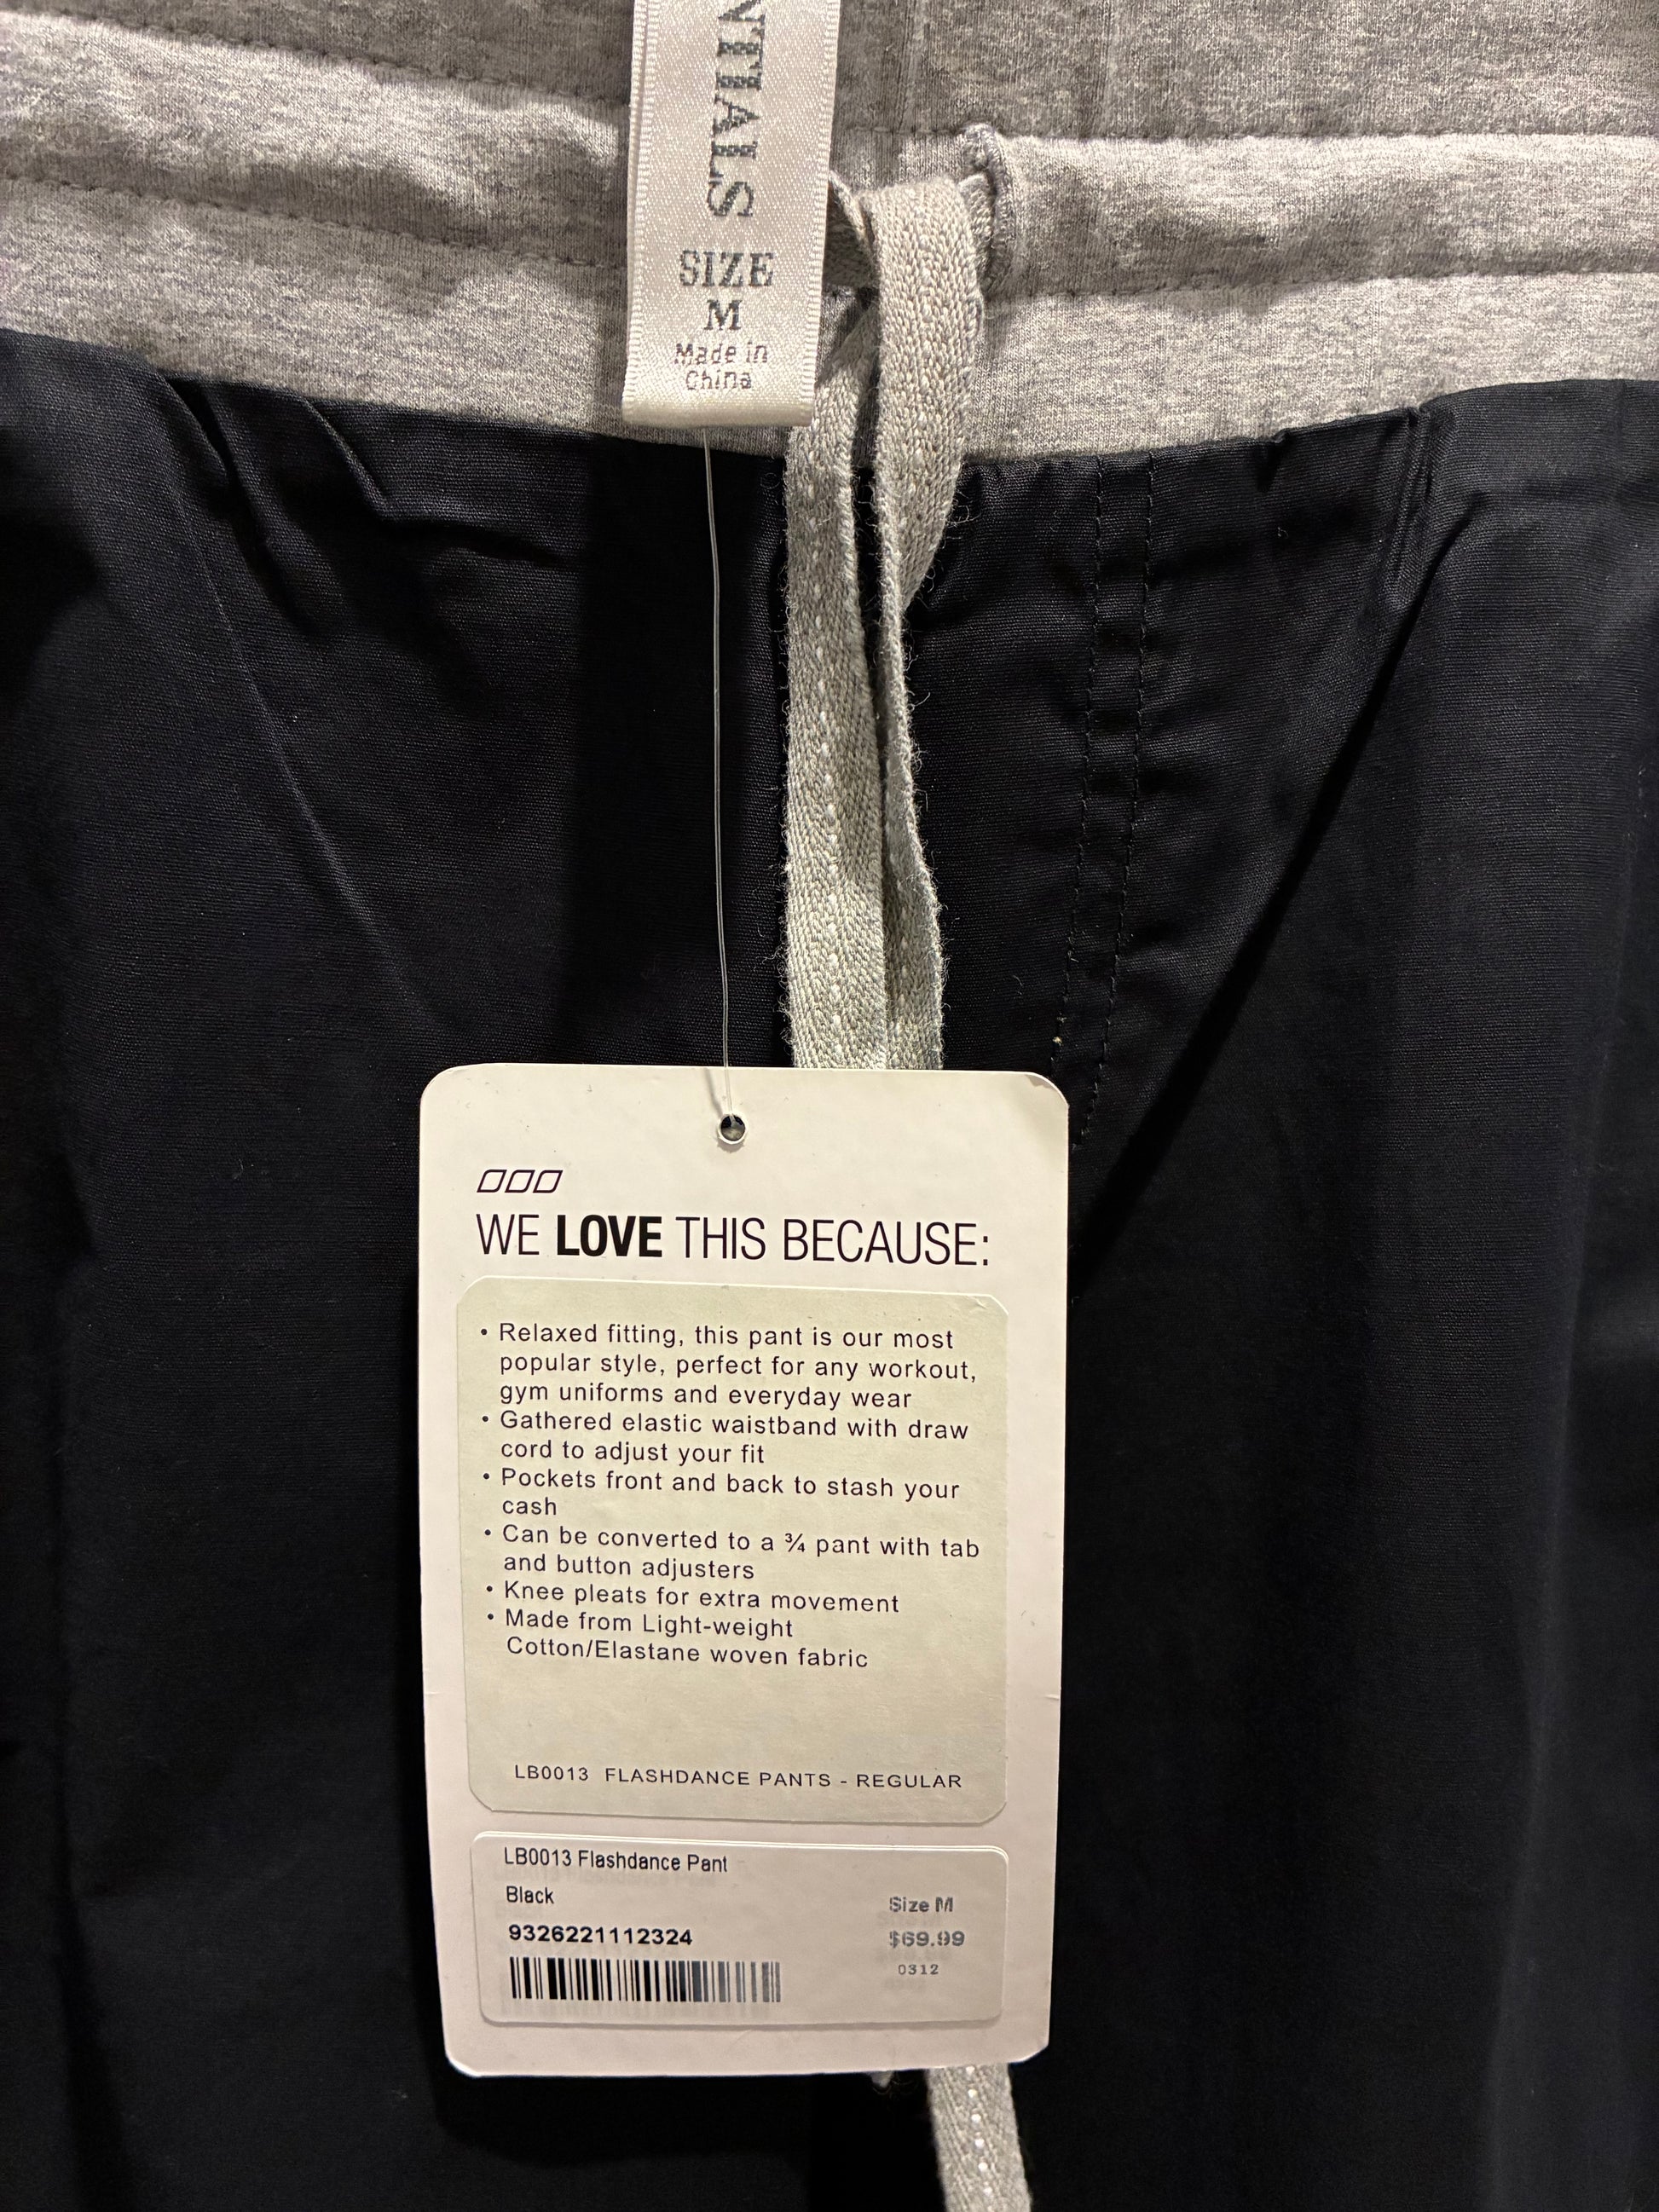 SIZE
M
Made in
China
WE LOVE THIS BECAUSE:
• Relaxed fitting, this pant is our most
popular style, perfect for any workout,
gym uniforms and everyday wear
• Gathered elastic waistband with draw
cord to adjust your fit
• Pockets front and back to stash your
cash
• Can be converted to a ¾ pant with tab
and button adjusters
• Knee pleats for extra movement
• Made from Light-weight
Cotton/Elastane woven fabric
LB0013 FLASHDANCE PANTS - REGULAR
LB0013 Flashdance Pant
Black
Size M
9326221112324
$69.99
0312